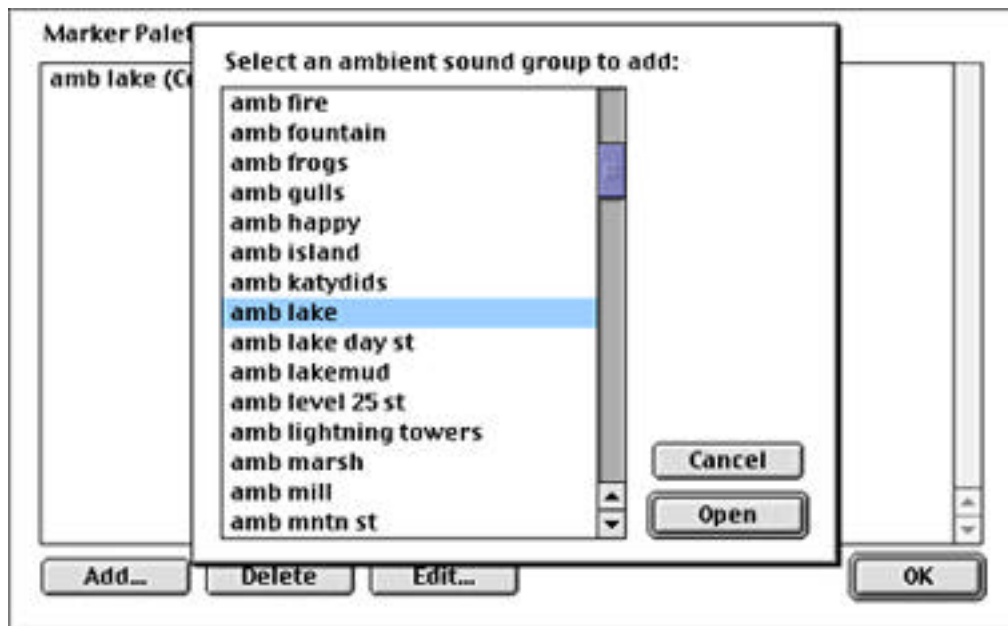 Marker Palet
amb lake (C
Select an ambient sound group to add:
amb fire
amb fountain
amb frogs
amb gulls
amb happy
amb island
amb katydids
amb lake
amb lake day st
amb lakemud
amb level 25 st
amb lightning towers
amb marsh
amb mill
amb mntn st
Cancel
Open
Add...
Delete
Edit...
OK